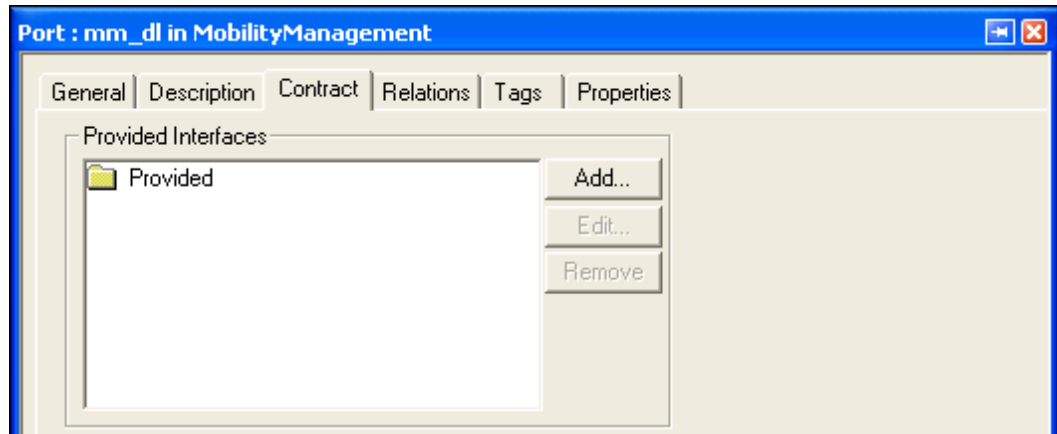 Port : mm_dl in MobilityManagement
General Description Contract Relations Tags Properties
Provided Interfaces
Provided
Add...
Edit...
Remove